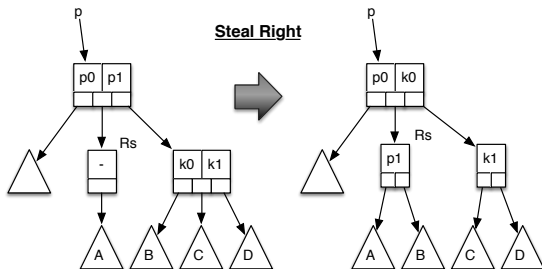 p
p
Steal Right
p0 p1
p0 k0
Rs
Rs
-
k0 k1
p1
k1
A B C D
A B C D